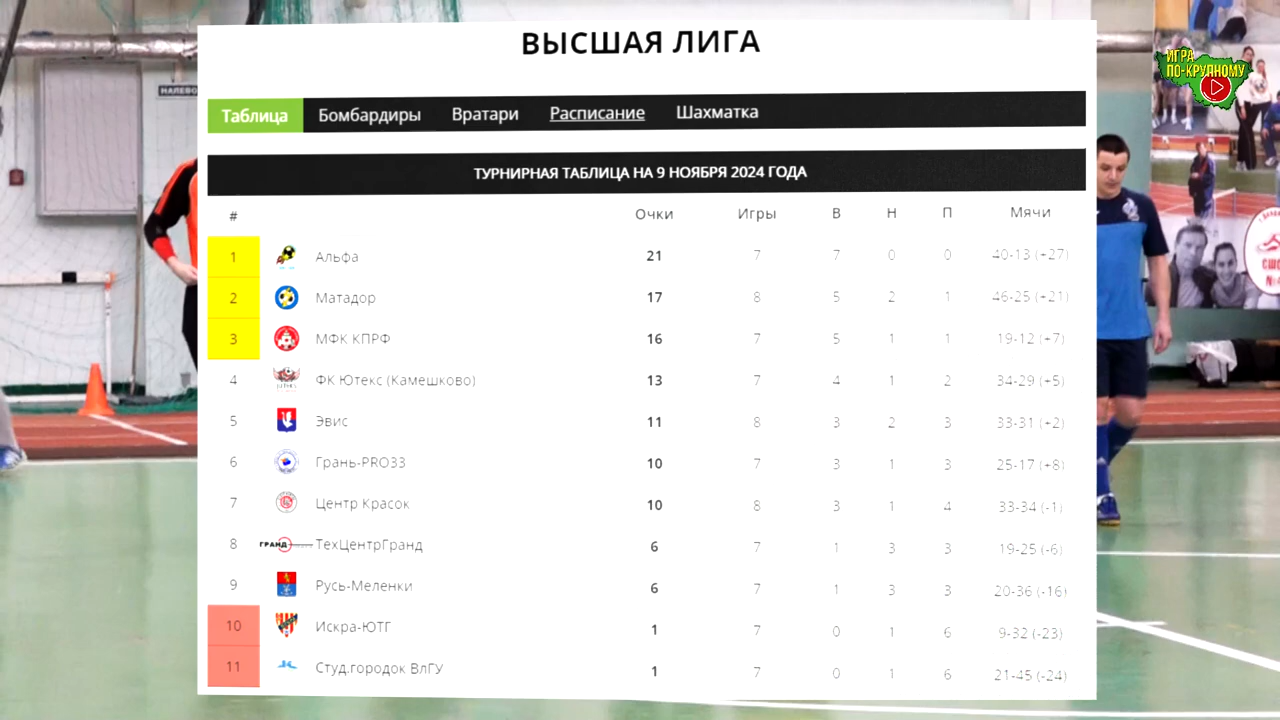 ВЫСШАЯ ЛИГА
ИГРА
ПО-КРУПНОМУ
НАЛЕВО
Таблица Бомбардиры Вратари Расписание Шахматка
ТУРНИРНАЯ ТАБЛИЦА НА 9 НОЯБРЯ 2024 ГОДА
# Очки Игры В Н П Мячи
1 Альфа 21 7 7 0 0 40-13 (+27)
2 Матадор 17 8 5 2 1 46-25 (+21)
3 МФК КПРФ 16 7 5 1 1 19-12 (+7)
4 ФК Ютекс (Камешково) 13 7 4 1 2 34-29 (+5)
5 Эвис 11 8 3 2 3 33-31 (+2)
6 Грань-PRO33 10 7 3 1 3 25-17 (+8)
7 Центр Красок 10 8 3 1 4 33-34 (-1)
8 ГРАНД ТехЦентрГранд 6 7 1 3 3 19-25 (-6)
9 Русь-Меленки 6 7 1 3 3 20-36 (-16)
10 Искра-ЮТГ 1 7 0 1 6 9-32 (-23)
11 Студ.городок ВлГУ 1 7 0 1 6 21-45 (-24)